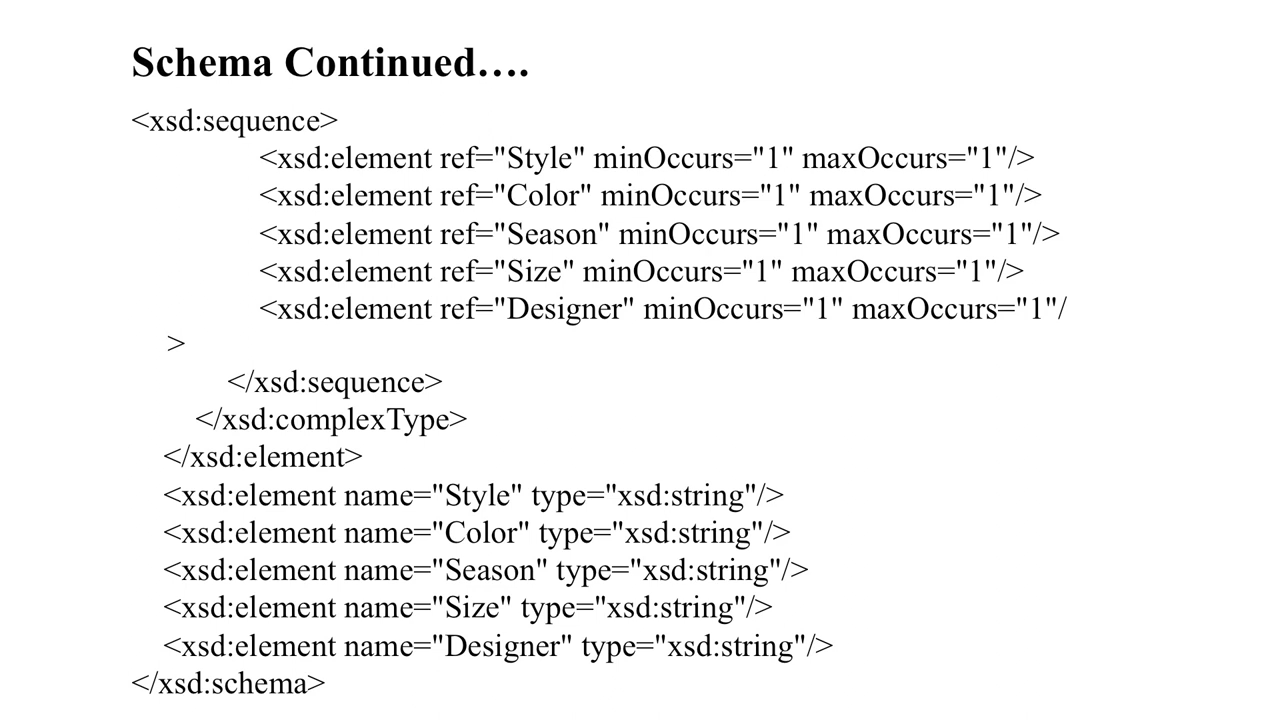 Schema Continued….
<xsd:sequence>
<xsd:element ref="Style" minOccurs="1" maxOccurs="1"/>
<xsd:element ref="Color" minOccurs="1" maxOccurs="1"/>
<xsd:element ref="Season" minOccurs="1" maxOccurs="1"/>
<xsd:element ref="Size" minOccurs="1" maxOccurs="1"/>
<xsd:element ref="Designer" minOccurs="1" maxOccurs="1"/
>
</xsd:sequence>
</xsd:complexType>
</xsd:element>
<xsd:element name="Style" type="xsd:string"/>
<xsd:element name="Color" type="xsd:string"/>
<xsd:element name="Season" type="xsd:string"/>
<xsd:element name="Size" type="xsd:string"/>
<xsd:element name="Designer" type="xsd:string"/>
</xsd:schema>